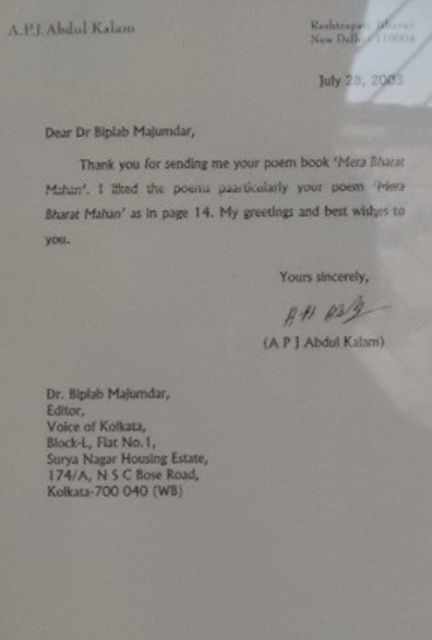 A.P.J. Abdul Kalam
Rashtrapati Bhavan
New Delhi - 110004
July 28, 2003
Dear Dr Biplab Majumdar,
Thank you for sending me your poem book 'Mera Bharat
Mahan'. I liked the poems paarticularly your poem 'Mera
Bharat Mahan' as in page 14. My greetings and best wishes to
you.
Yours sincerely,
(A P J Abdul Kalam)
Dr. Biplab Majumdar,
Editor,
Voice of Kolkata,
Block-L, Flat No.1,
Surya Nagar Housing Estate,
174/A, N S C Bose Road,
Kolkata-700 040 (WB)